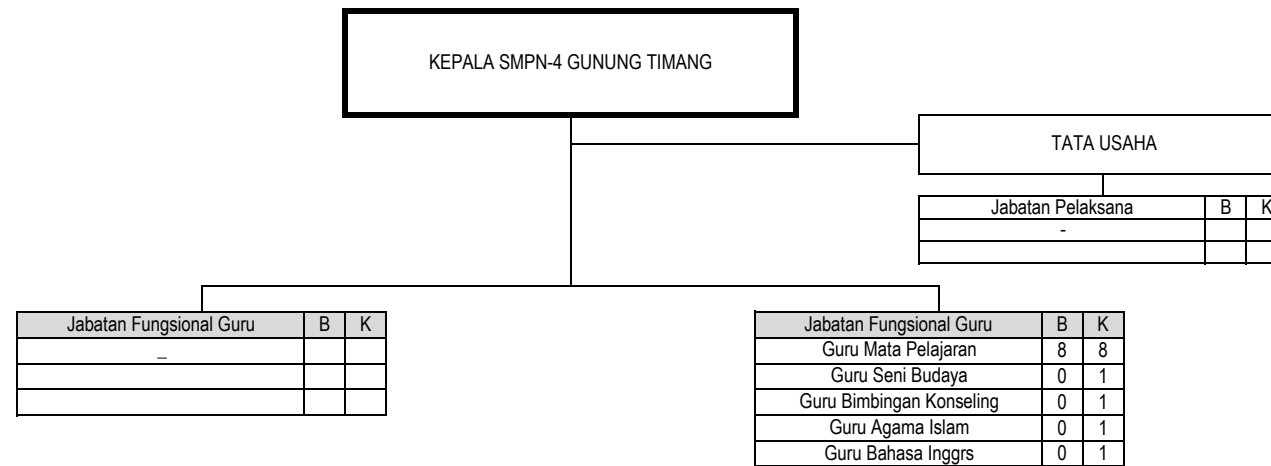 KEPALA SMPN-4 GUNUNG TIMANG
TATA USAHA
Jabatan Pelaksana B K
-
Jabatan Fungsional Guru B K
_
Jabatan Fungsional Guru B K
Guru Mata Pelajaran 8 8
Guru Seni Budaya 0 1
Guru Bimbingan Konseling 0 1
Guru Agama Islam 0 1
Guru Bahasa Inggrs 0 1